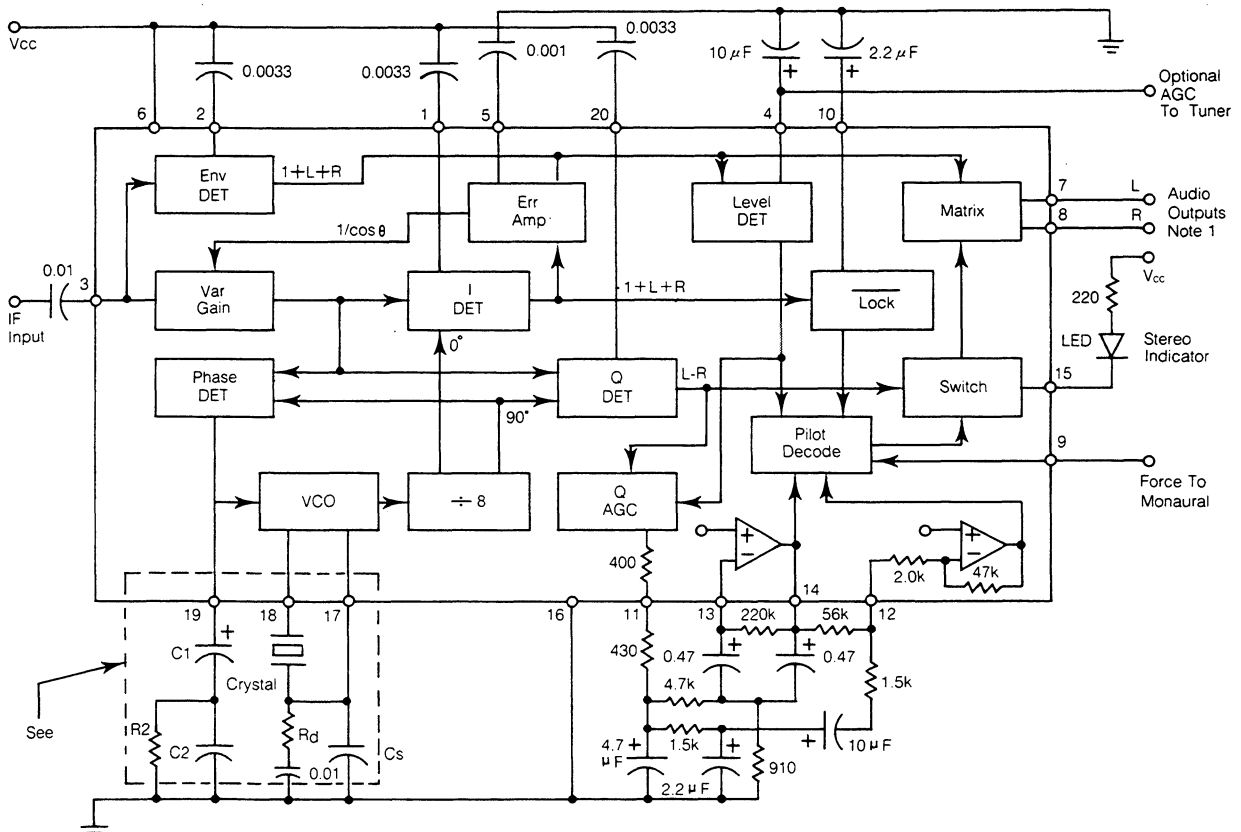 Vcc
0.0033
0.0033
0.001
0.0033
10 μF
+
2.2 μF
+
Optional
AGC
To Tuner
6
2
1
5
20
4
10
Env
DET
1+L+R
Err
Amp
Level
DET
Matrix
7
L
8
R
Audio
Outputs
Note 1
1/cos θ
0.01
3
IF
Input
Var
Gain
I
DET
1+L+R
Lock
Vcc
220
LED
Stereo
Indicator
0°
Phase
DET
Q
DET
L-R
Switch
15
90°
Pilot
Decode
9
Force To
Monaural
VCO
÷ 8
Q
AGC
400
+
−
+
−
2.0k
47k
19
18
17
16
11
13
14
12
C1
+
Crystal
430
220k
56k
0.47
+
+
0.47
4.7k
1.5k
See
R2
C2
Rd
0.01
Cs
4.7
μF
+
1.5k
+
2.2 μF
910
+
10 μF